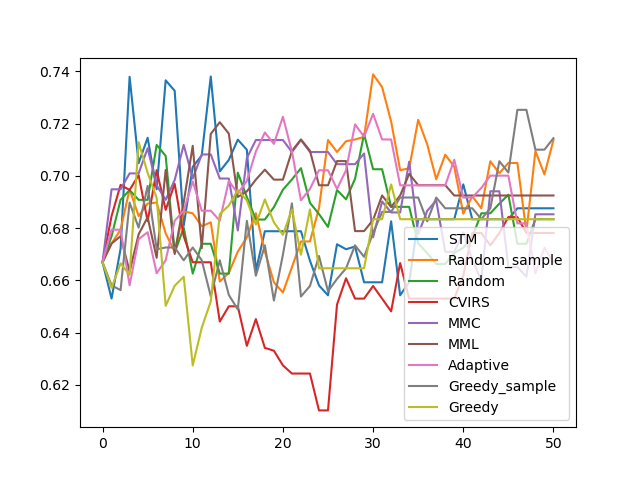 0.74
0.72
0.70
0.68
0.66
0.64
0.62
0
10
20
30
40
50
STM
Random_sample
Random
CVIRS
MMC
MML
Adaptive
Greedy_sample
Greedy